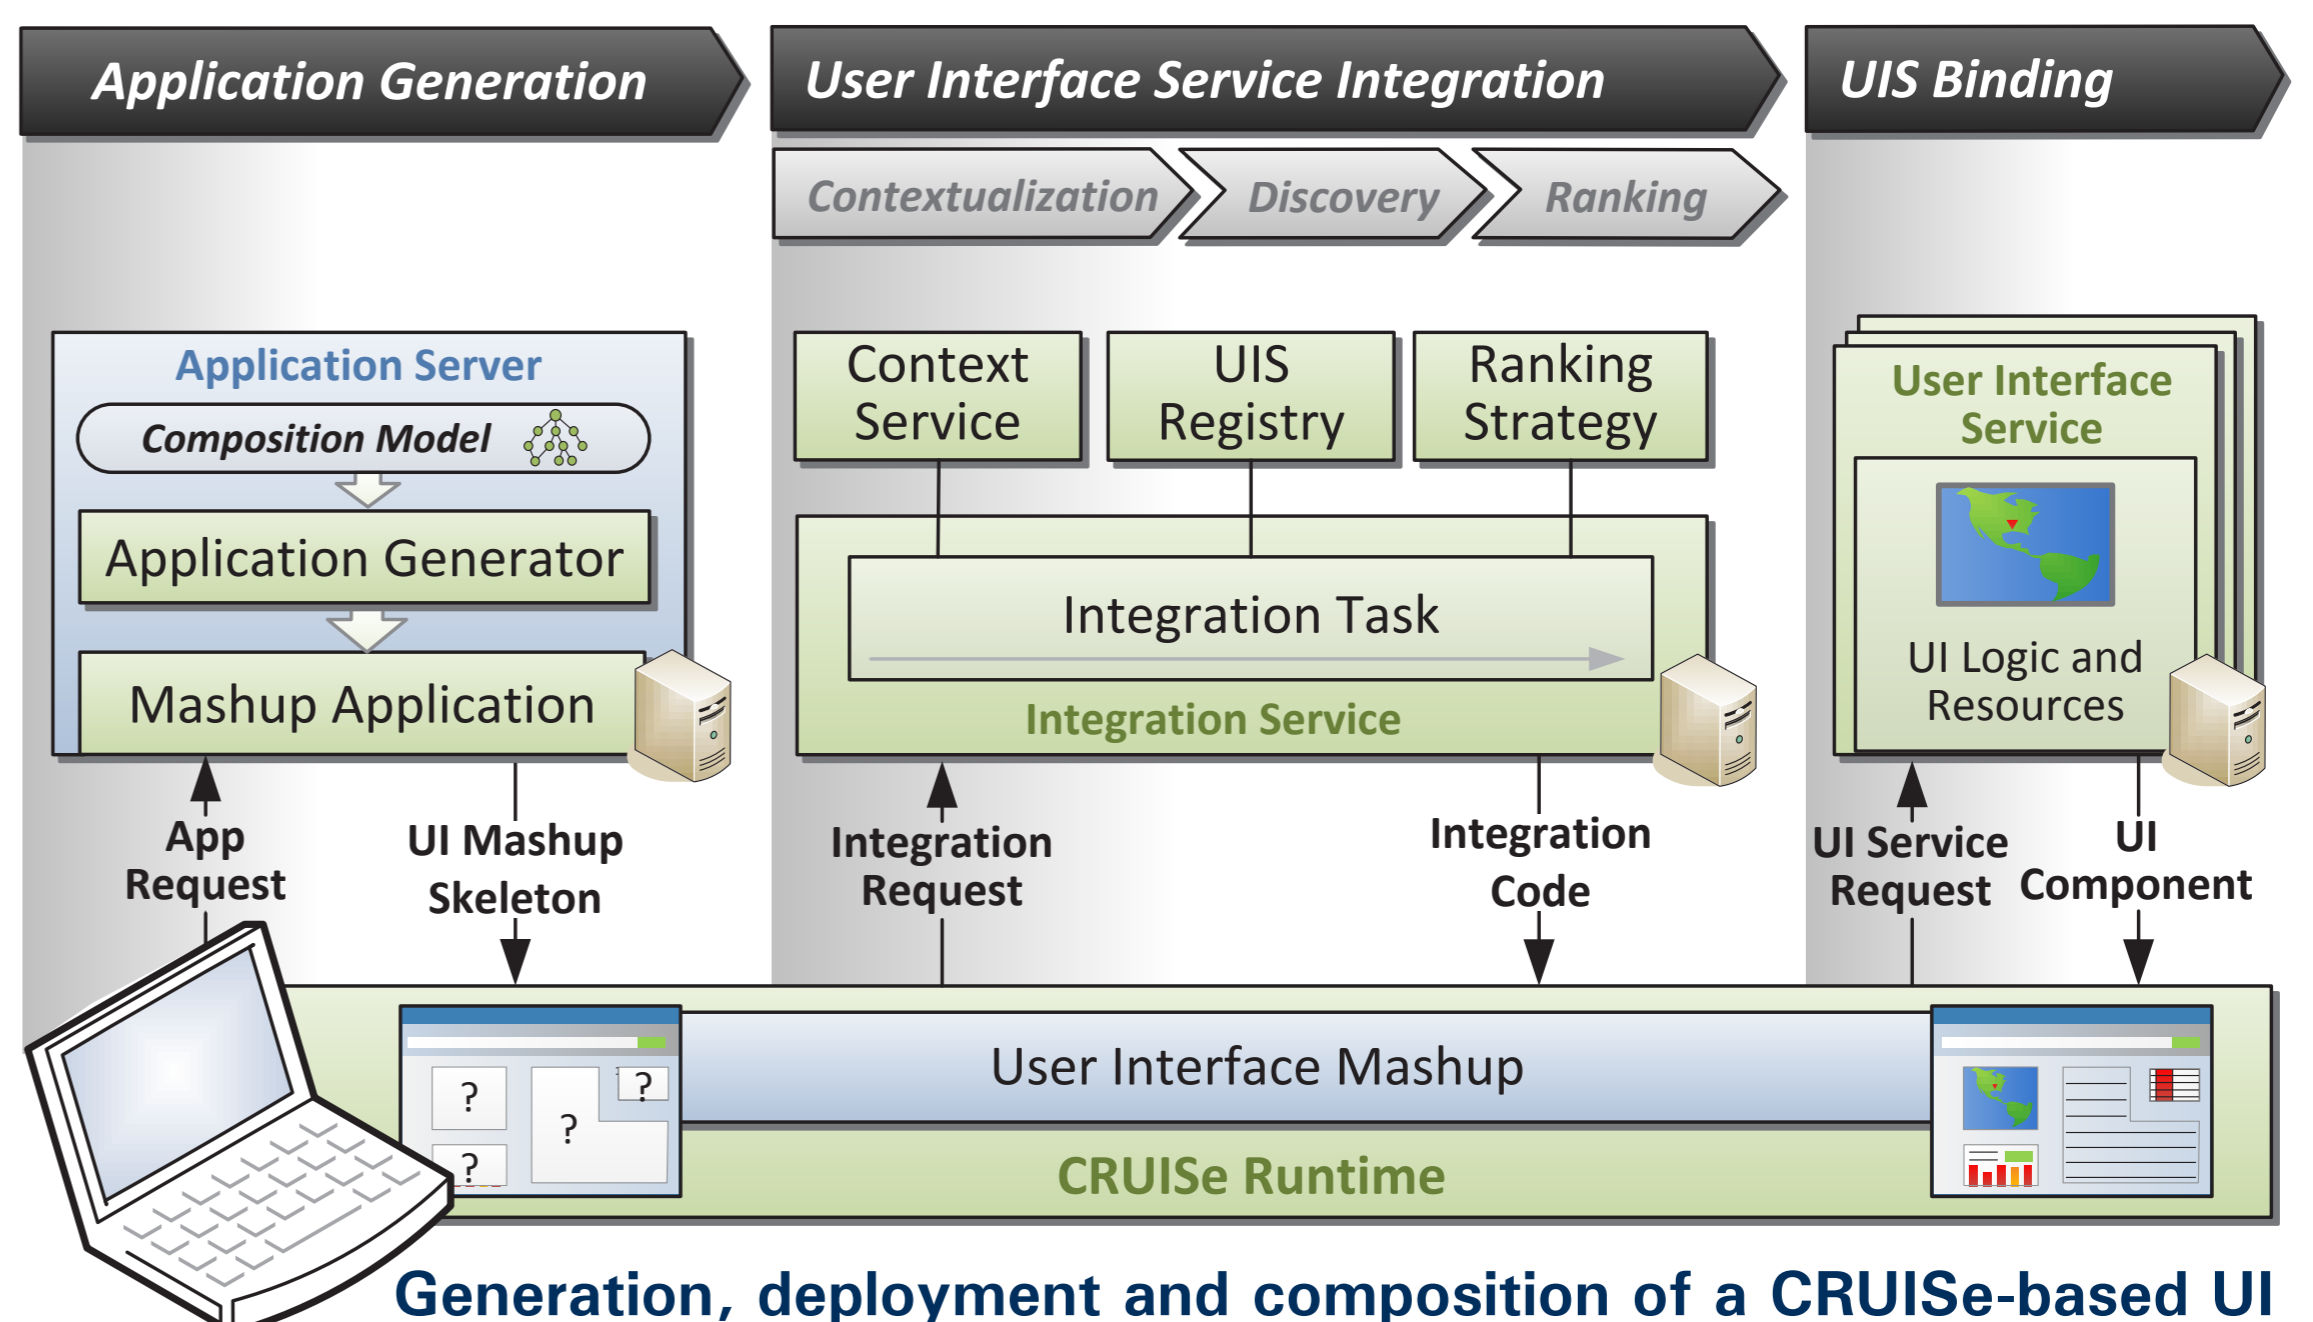 Application Generation
User Interface Service Integration
UIS Binding
Contextualization
Discovery
Ranking
Application Server
Composition Model
Application Generator
Mashup Application
Context
Service
UIS
Registry
Ranking
Strategy
Integration Task
Integration Service
User Interface
Service
UI Logic and
Resources
App
Request
UI Mashup
Skeleton
Integration
Request
Integration
Code
UI Service
Request
UI
Component
?
?
?
?
User Interface Mashup
CRUISe Runtime
Generation, deployment and composition of a CRUISe-based UI